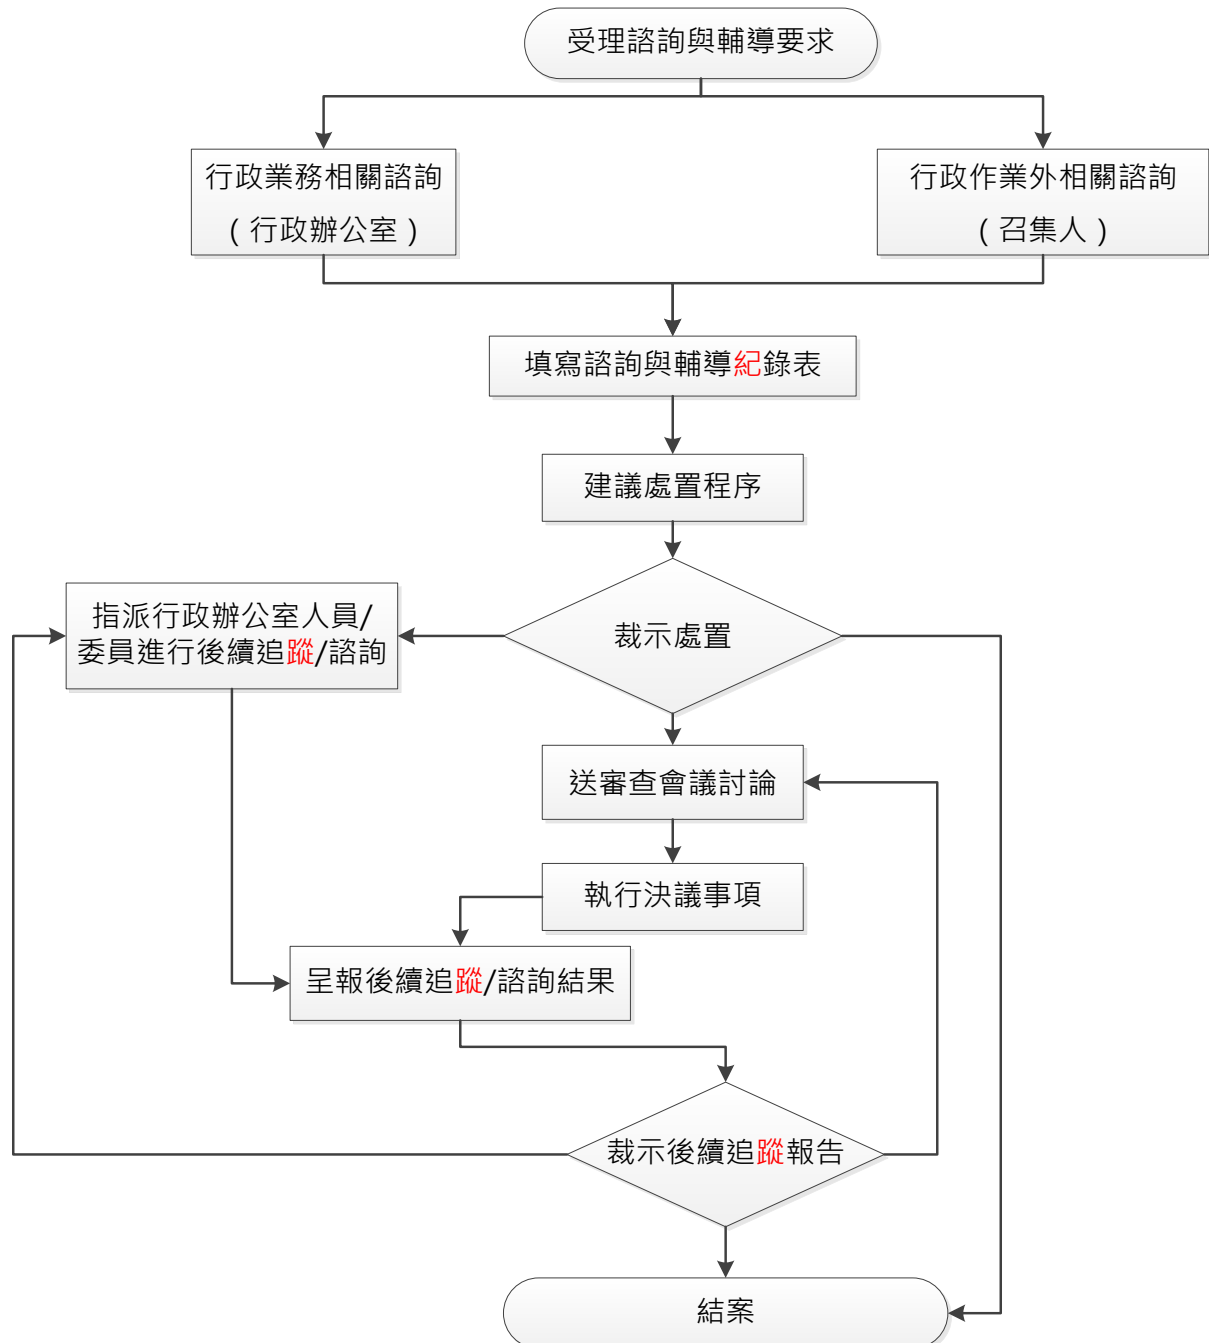 受理諮詢與輔導要求
行政業務相關諮詢
(行政辦公室)
行政作業外相關諮詢
(召集人)
填寫諮詢與輔導紀錄表
建議處置程序
裁示處置
指派行政辦公室人員/
委員進行後續追蹤/諮詢
送審查會議討論
執行決議事項
呈報後續追蹤/諮詢結果
裁示後續追蹤報告
結案